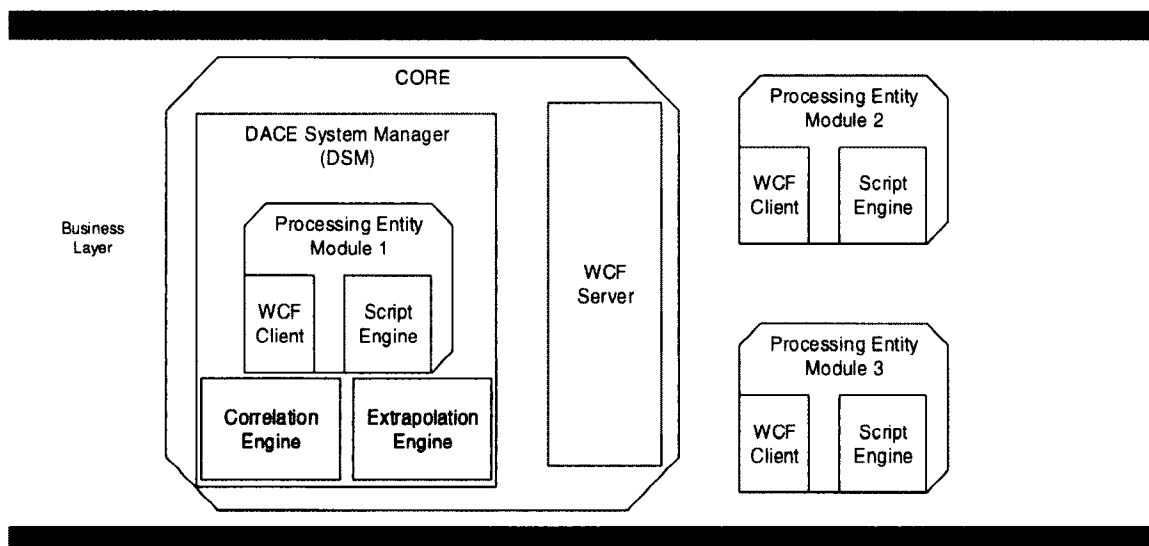 CORE
DACE System Manager
(DSM)
Processing Entity
Module 1
WCF
Client
Script
Engine
Correlation
Engine
Extrapolation
Engine
WCF
Server
Business
Layer
Processing Entity
Module 2
WCF
Client
Script
Engine
Processing Entity
Module 3
WCF
Client
Script
Engine